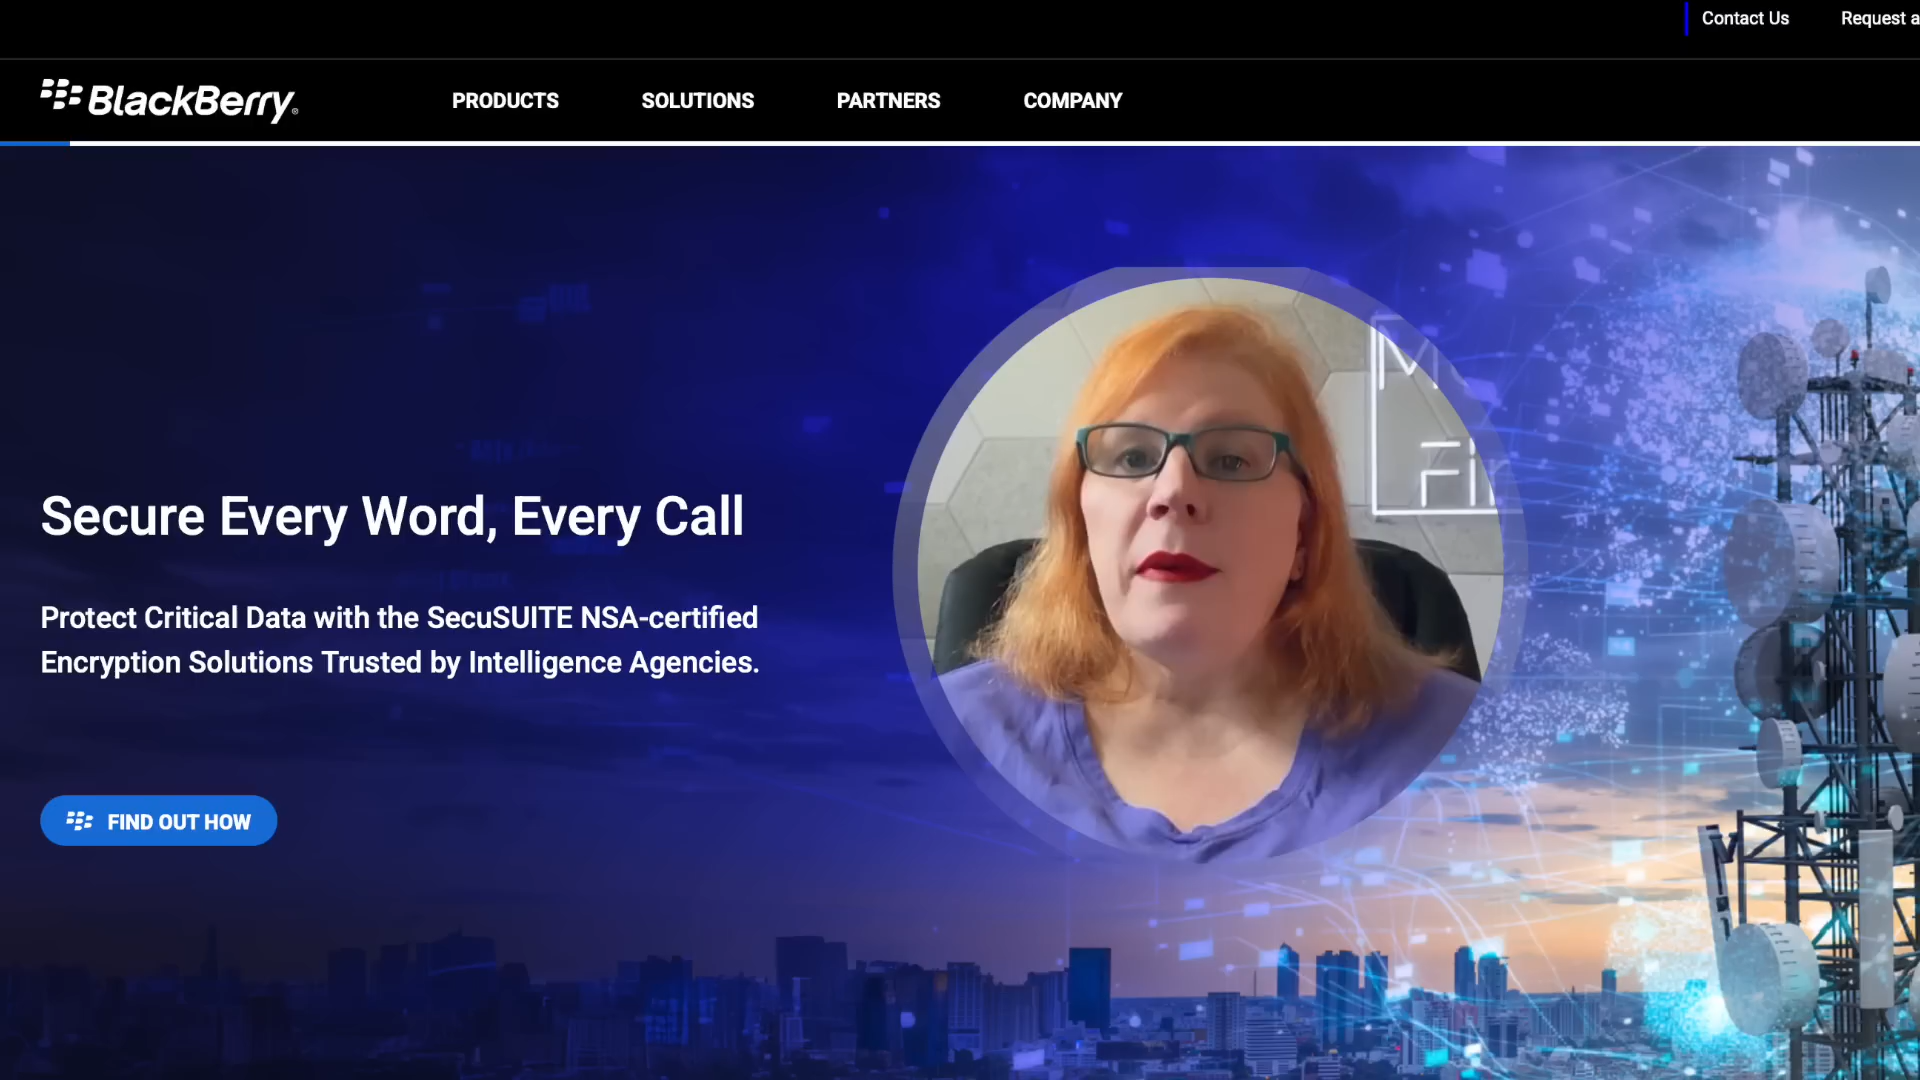 Contact Us
Request a
BlackBerry
PRODUCTS
SOLUTIONS
PARTNERS
COMPANY
Secure Every Word, Every Call
Protect Critical Data with the SecuSUITE NSA-certified
Encryption Solutions Trusted by Intelligence Agencies.
FIND OUT HOW